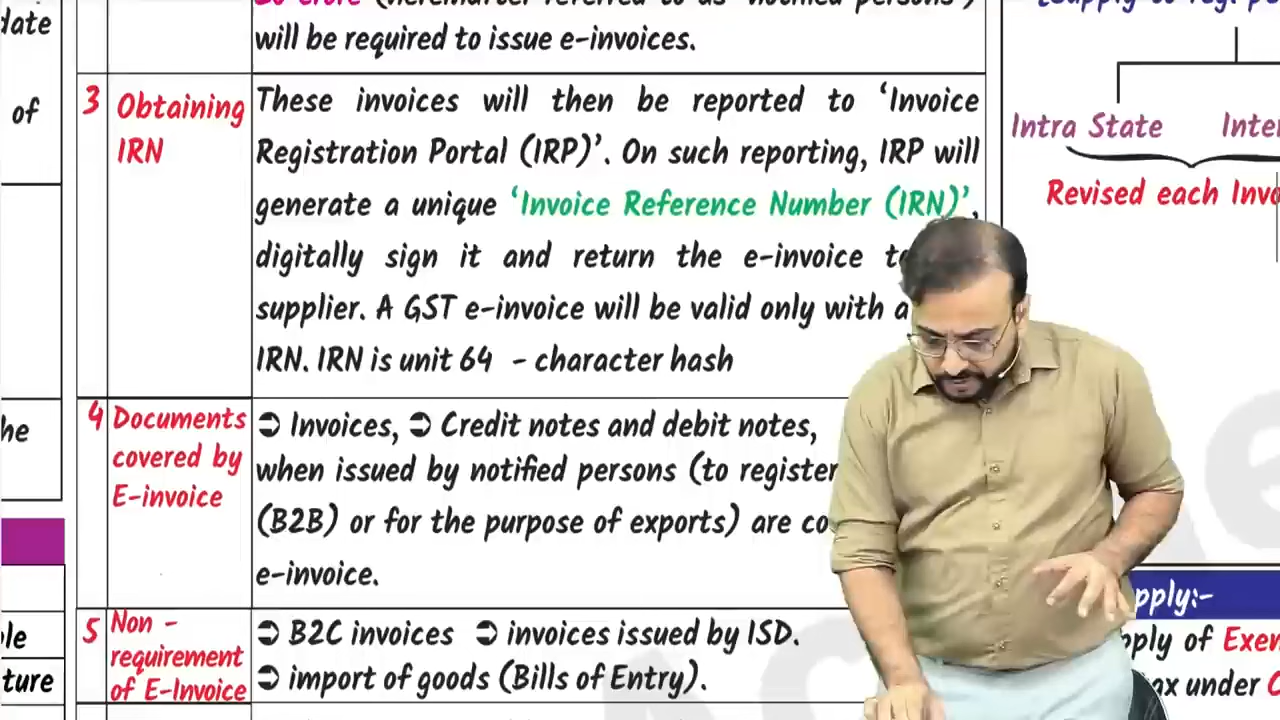 date
of
he
le
ture
will be required to issue e-invoices.
3 Obtaining IRN
These invoices will then be reported to ‘Invoice
Registration Portal (IRP)’. On such reporting, IRP will
generate a unique ‘Invoice Reference Number (IRN)’,
digitally sign it and return the e-invoice
supplier. A GST e-invoice will be valid only with a
IRN. IRN is unit 64 - character hash
4 Documents covered by E-invoice
➲ Invoices, ➲ Credit notes and debit notes,
when issued by notified persons (to register
(B2B) or for the purpose of exports) are co
e-invoice.
5 Non - requirement of E-Invoice
➲ B2C invoices ➲ invoices issued by ISD.
➲ import of goods (Bills of Entry).
Intra State Inter
Revised each Invo
pply:-
pply of Exem
ax under